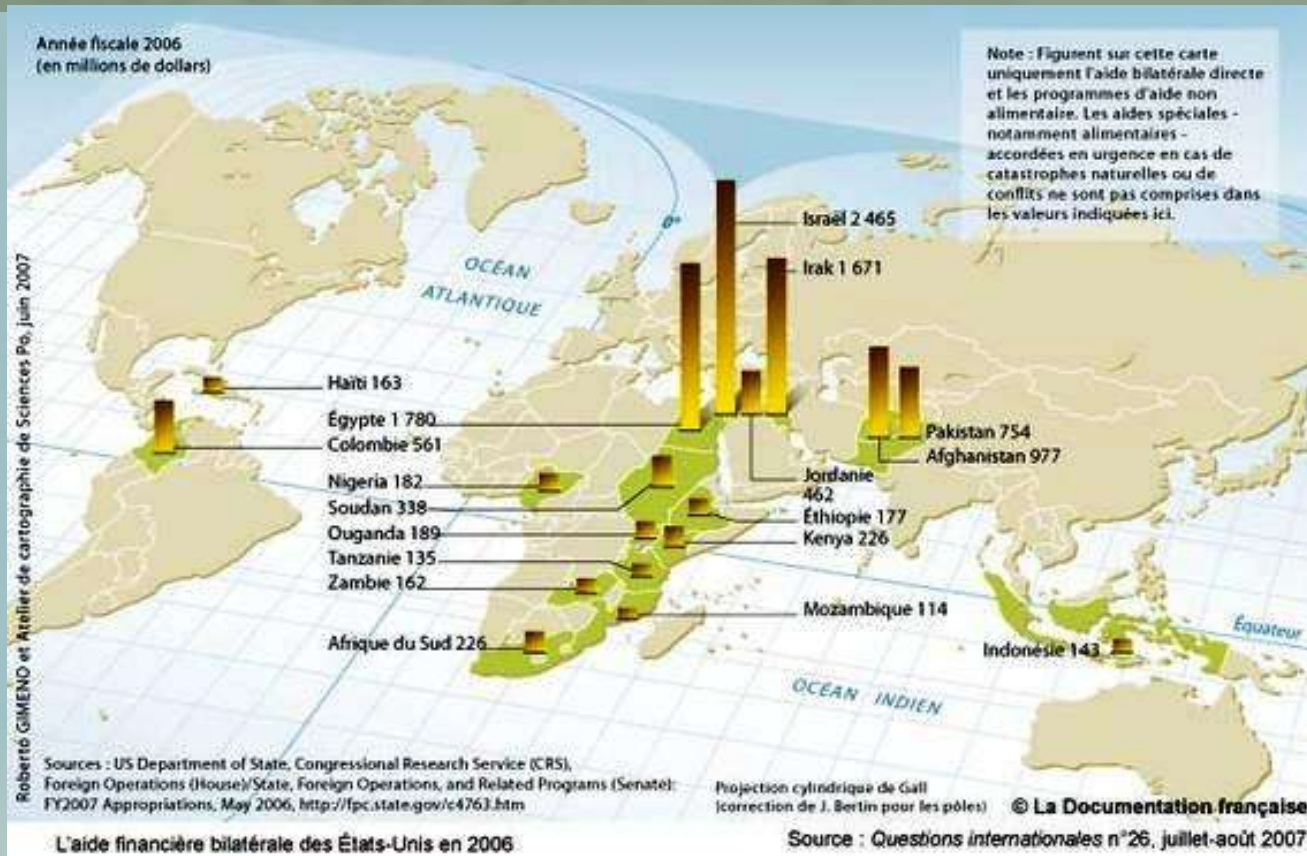 Année fiscale 2006
(en millions de dollars)
Note : Figurent sur cette carte
uniquement l'aide bilatérale directe
et les programmes d'aide non
alimentaire. Les aides spéciales -
notamment alimentaires -
accordées en urgence en cas de
catastrophes naturelles ou de
conflits ne sont pas comprises dans
les valeurs indiquées ici.
Roberto GIMENO et Atelier de cartographie de Sciences Po, juin 2007
0°
OCÉAN
ATLANTIQUE
Israël 2 465
Irak 1 671
Haïti 163
Égypte 1 780
Colombie 561
Pakistan 754
Afghanistan 977
Nigeria 182
Jordanie
462
Soudan 338
Éthiopie 177
Ouganda 189
Kenya 226
Tanzanie 135
Zambie 162
Mozambique 114
Afrique du Sud 226
Indonésie 143
Équateur
OCÉAN INDIEN
Sources : US Department of State, Congressional Research Service (CRS),
Foreign Operations (House)/State, Foreign Operations, and Related Programs (Senate):
FY2007 Appropriations, May 2006, http://fpc.state.gov/c4763.htm
Projection cylindrique de Gall
(correction de J. Bertin pour les pôles)
© La Documentation française
L'aide financière bilatérale des États-Unis en 2006
Source : Questions internationales n°26, juillet-août 2007